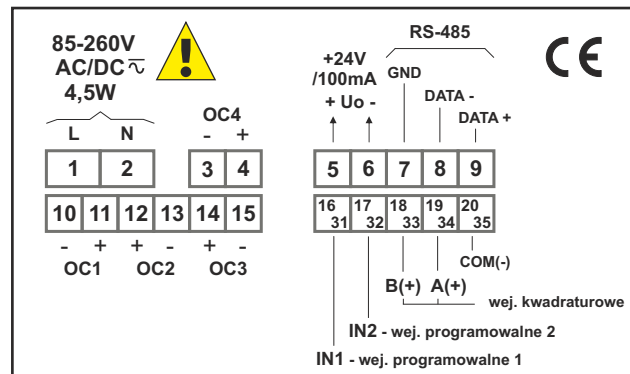 85-260V
AC/DC
4,5W
L N
OC4
- +
1 2 3 4
10 11 12 13 14 15
- + + - + -
OC1 OC2 OC3
RS-485
+24V
/100mA
+ Uo -
GND
DATA -
DATA +
CE
5 6 7 8 9
16 17 18 19 20
31 32 33 34 35
COM(-)
B(+) A(+)
wej. kwadraturowe
IN2 - wej. programowalne 2
IN1 - wej. programowalne 1